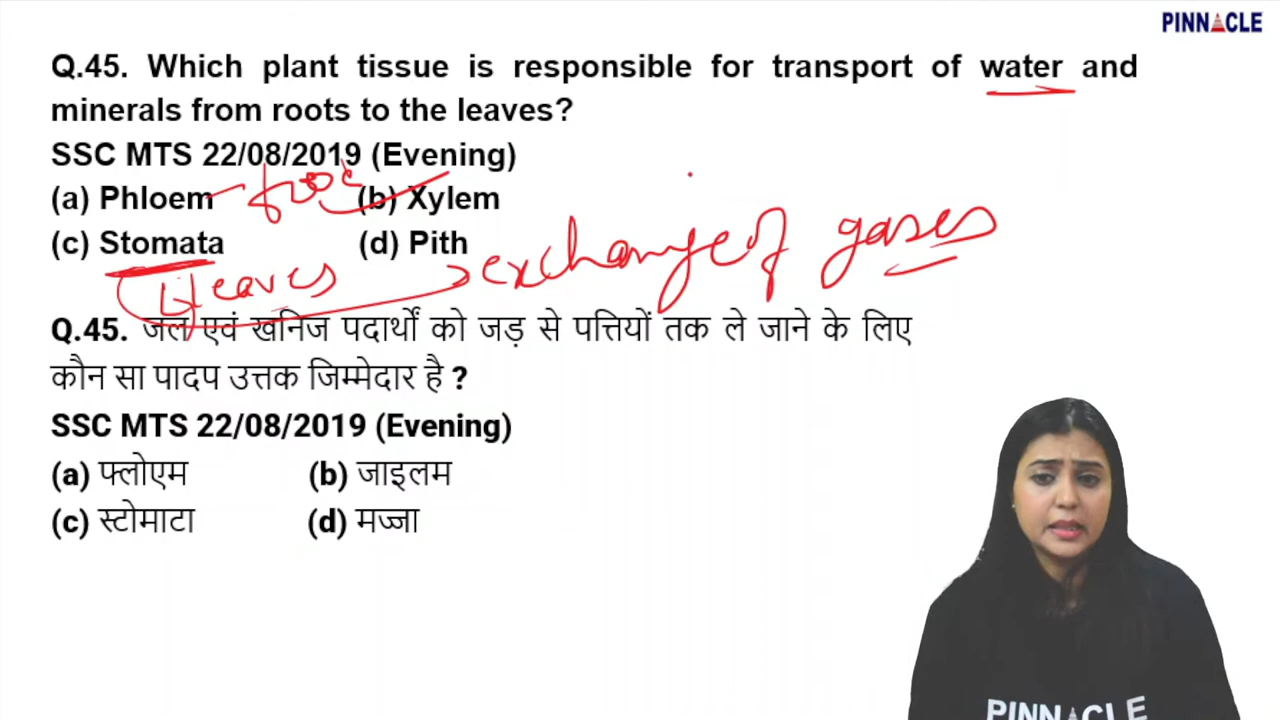 PINNACLE
Q.45. Which plant tissue is responsible for transport of water and
minerals from roots to the leaves?
SSC MTS 22/08/2019 (Evening)
(a) Phloem food (b) Xylem
(c) Stomata (d) Pith
exchange of gases
leaves
Q.45. जल एवं खनिज पदार्थों को जड़ से पत्तियों तक ले जाने के लिए
कौन सा पादप उत्तक जिम्मेदार है ?
SSC MTS 22/08/2019 (Evening)
(a) फ्लोएम (b) जाइलम
(c) स्टोमाटा (d) मज्जा
PINNACLE